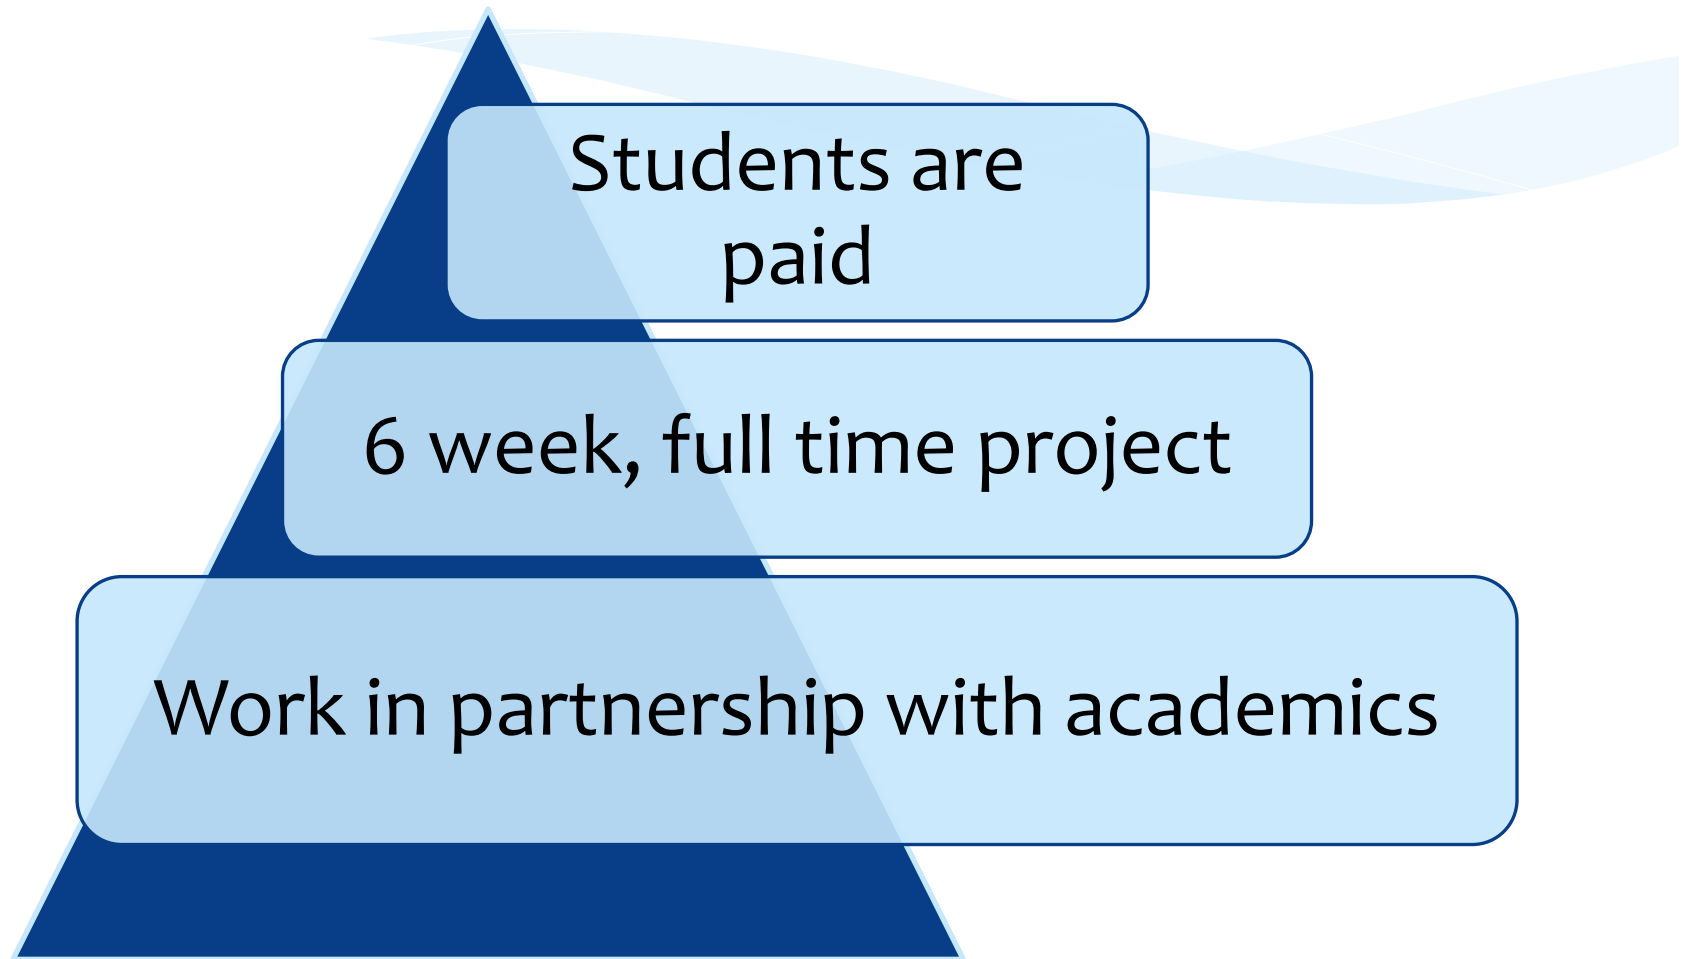 Students are
paid
6 week, full time project
Work in partnership with academics